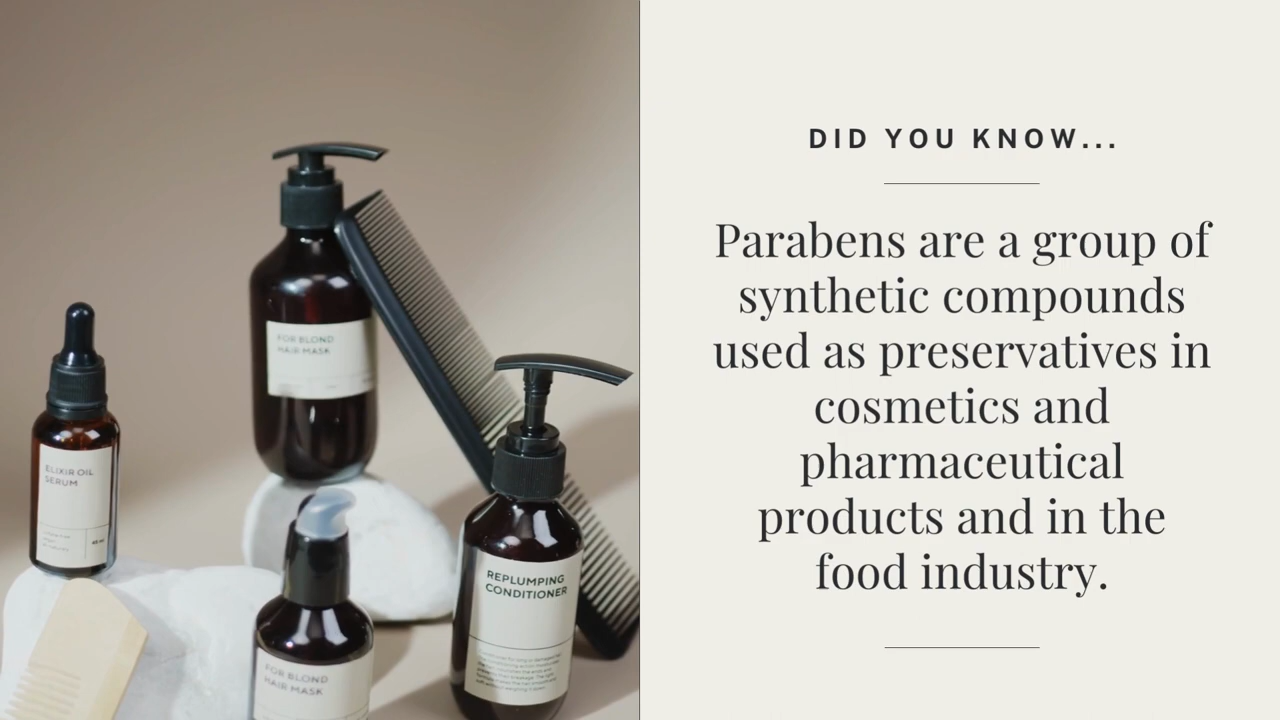 FOR BLOND
HAIR MASK
ELIXIR OIL
SERUM
REPLUMPING
CONDITIONER
FOR BLOND
HAIR MASK
DID YOU KNOW...
Parabens are a group of
synthetic compounds
used as preservatives in
cosmetics and
pharmaceutical
products and in the
food industry.